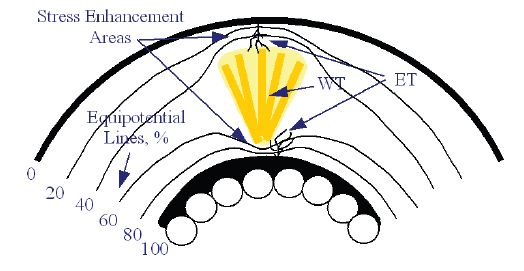 Stress Enhancement
Areas
WT
ET
Equipotential
Lines, %
0
20
40
60
80
100